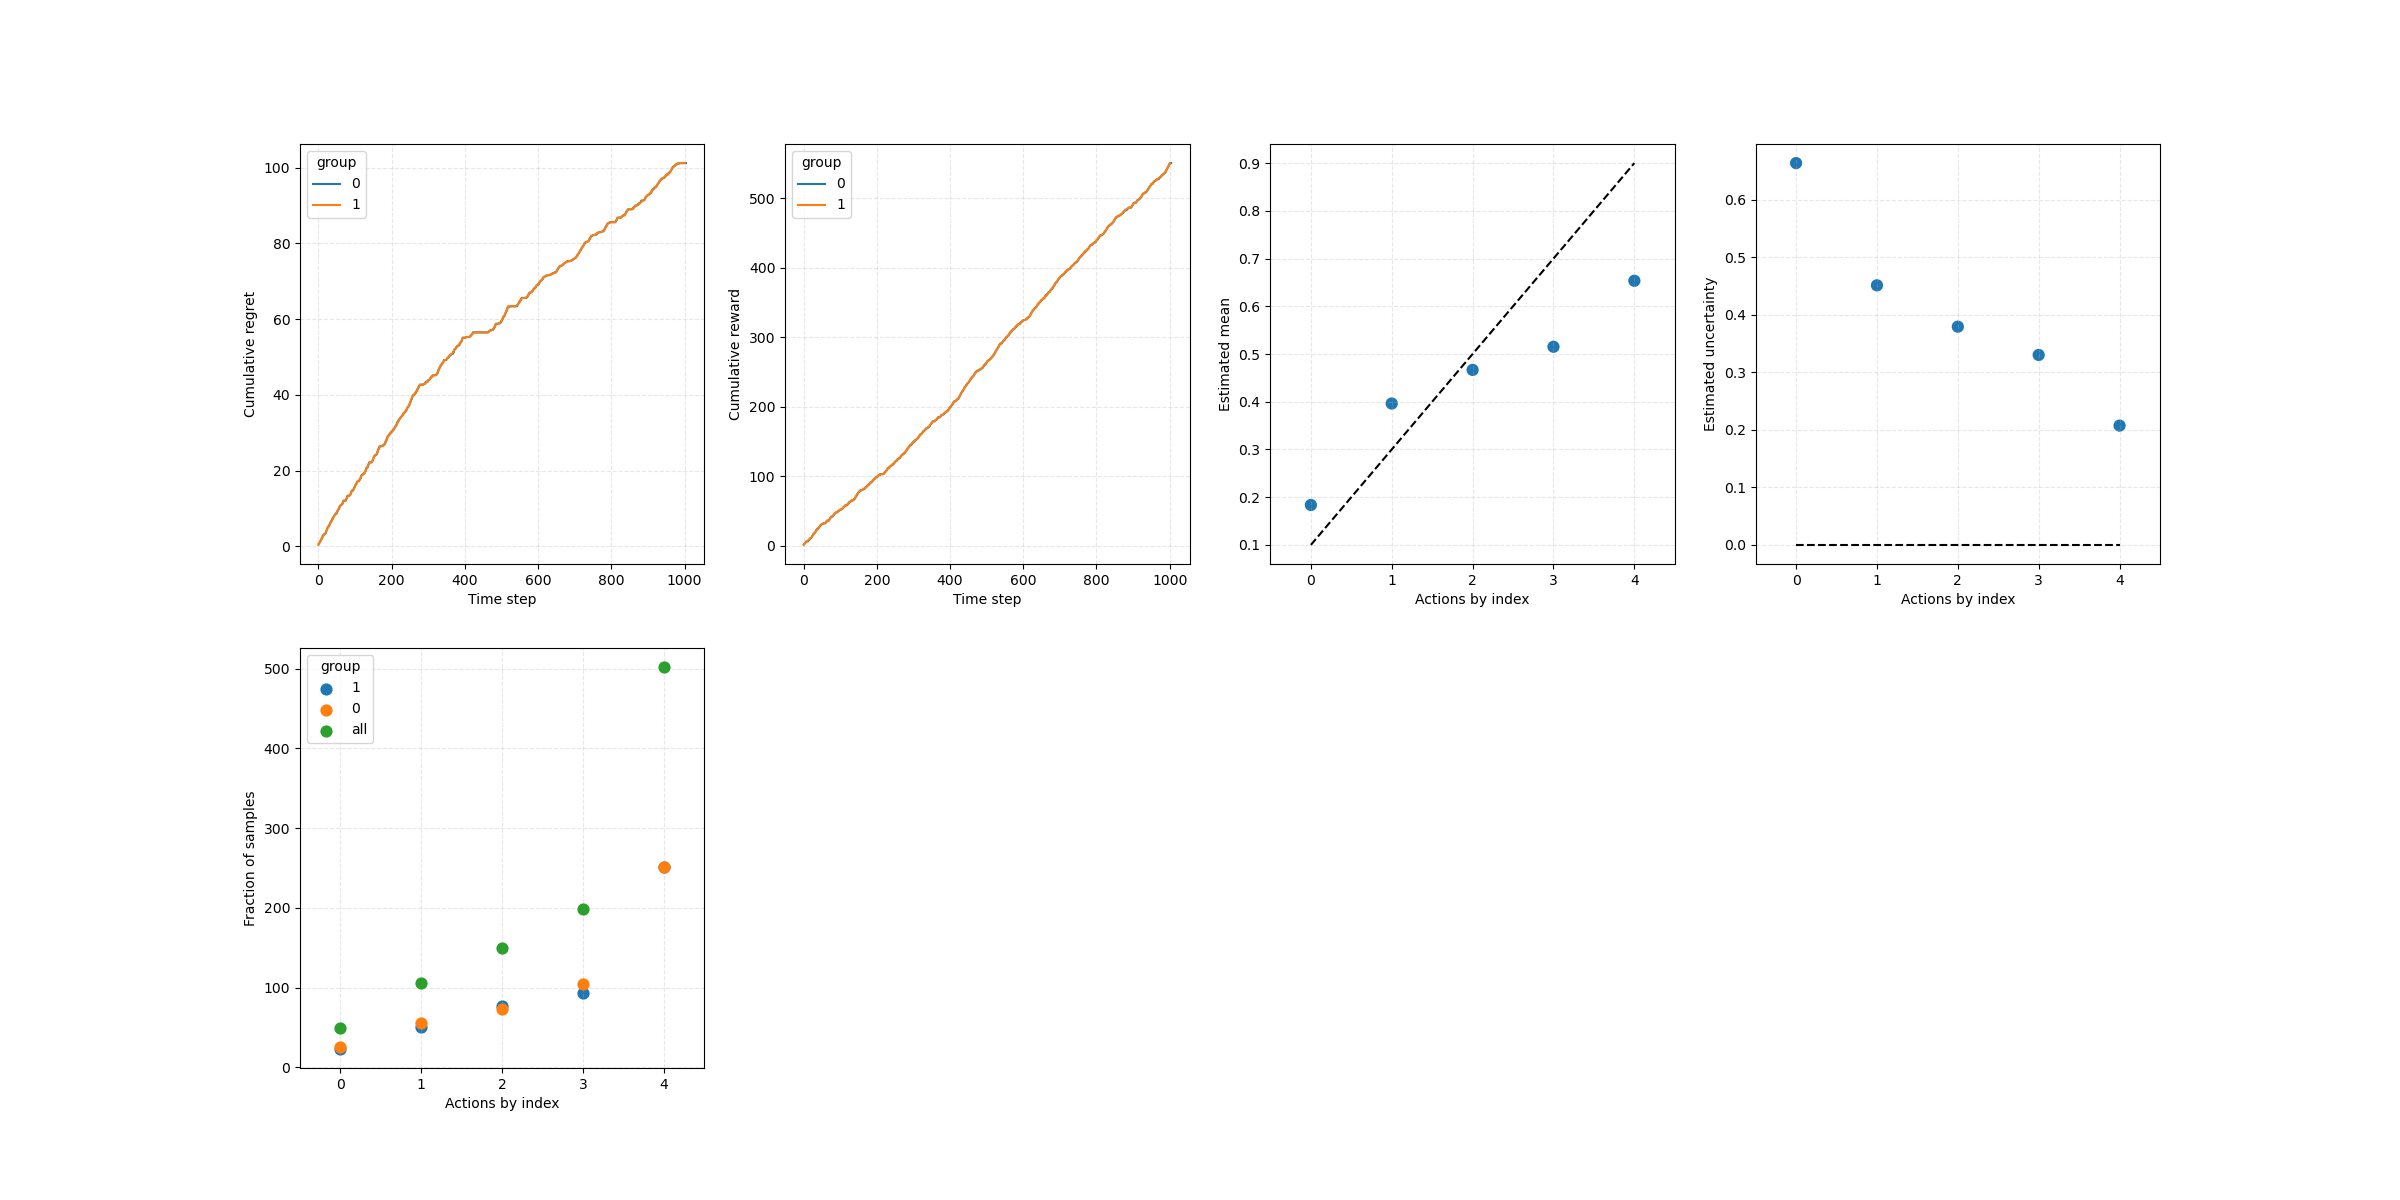 group
0
1
100
80
60
40
20
0
Cumulative regret
0 200 400 600 800 1000
Time step
group
0
1
500
400
300
200
100
0
Cumulative reward
0 200 400 600 800 1000
Time step
0.9
0.8
0.7
0.6
0.5
0.4
0.3
0.2
0.1
Estimated mean
0 1 2 3 4
Actions by index
0.6
0.5
0.4
0.3
0.2
0.1
0.0
Estimated uncertainty
0 1 2 3 4
Actions by index
group
1
0
all
500
400
300
200
100
0
Fraction of samples
0 1 2 3 4
Actions by index